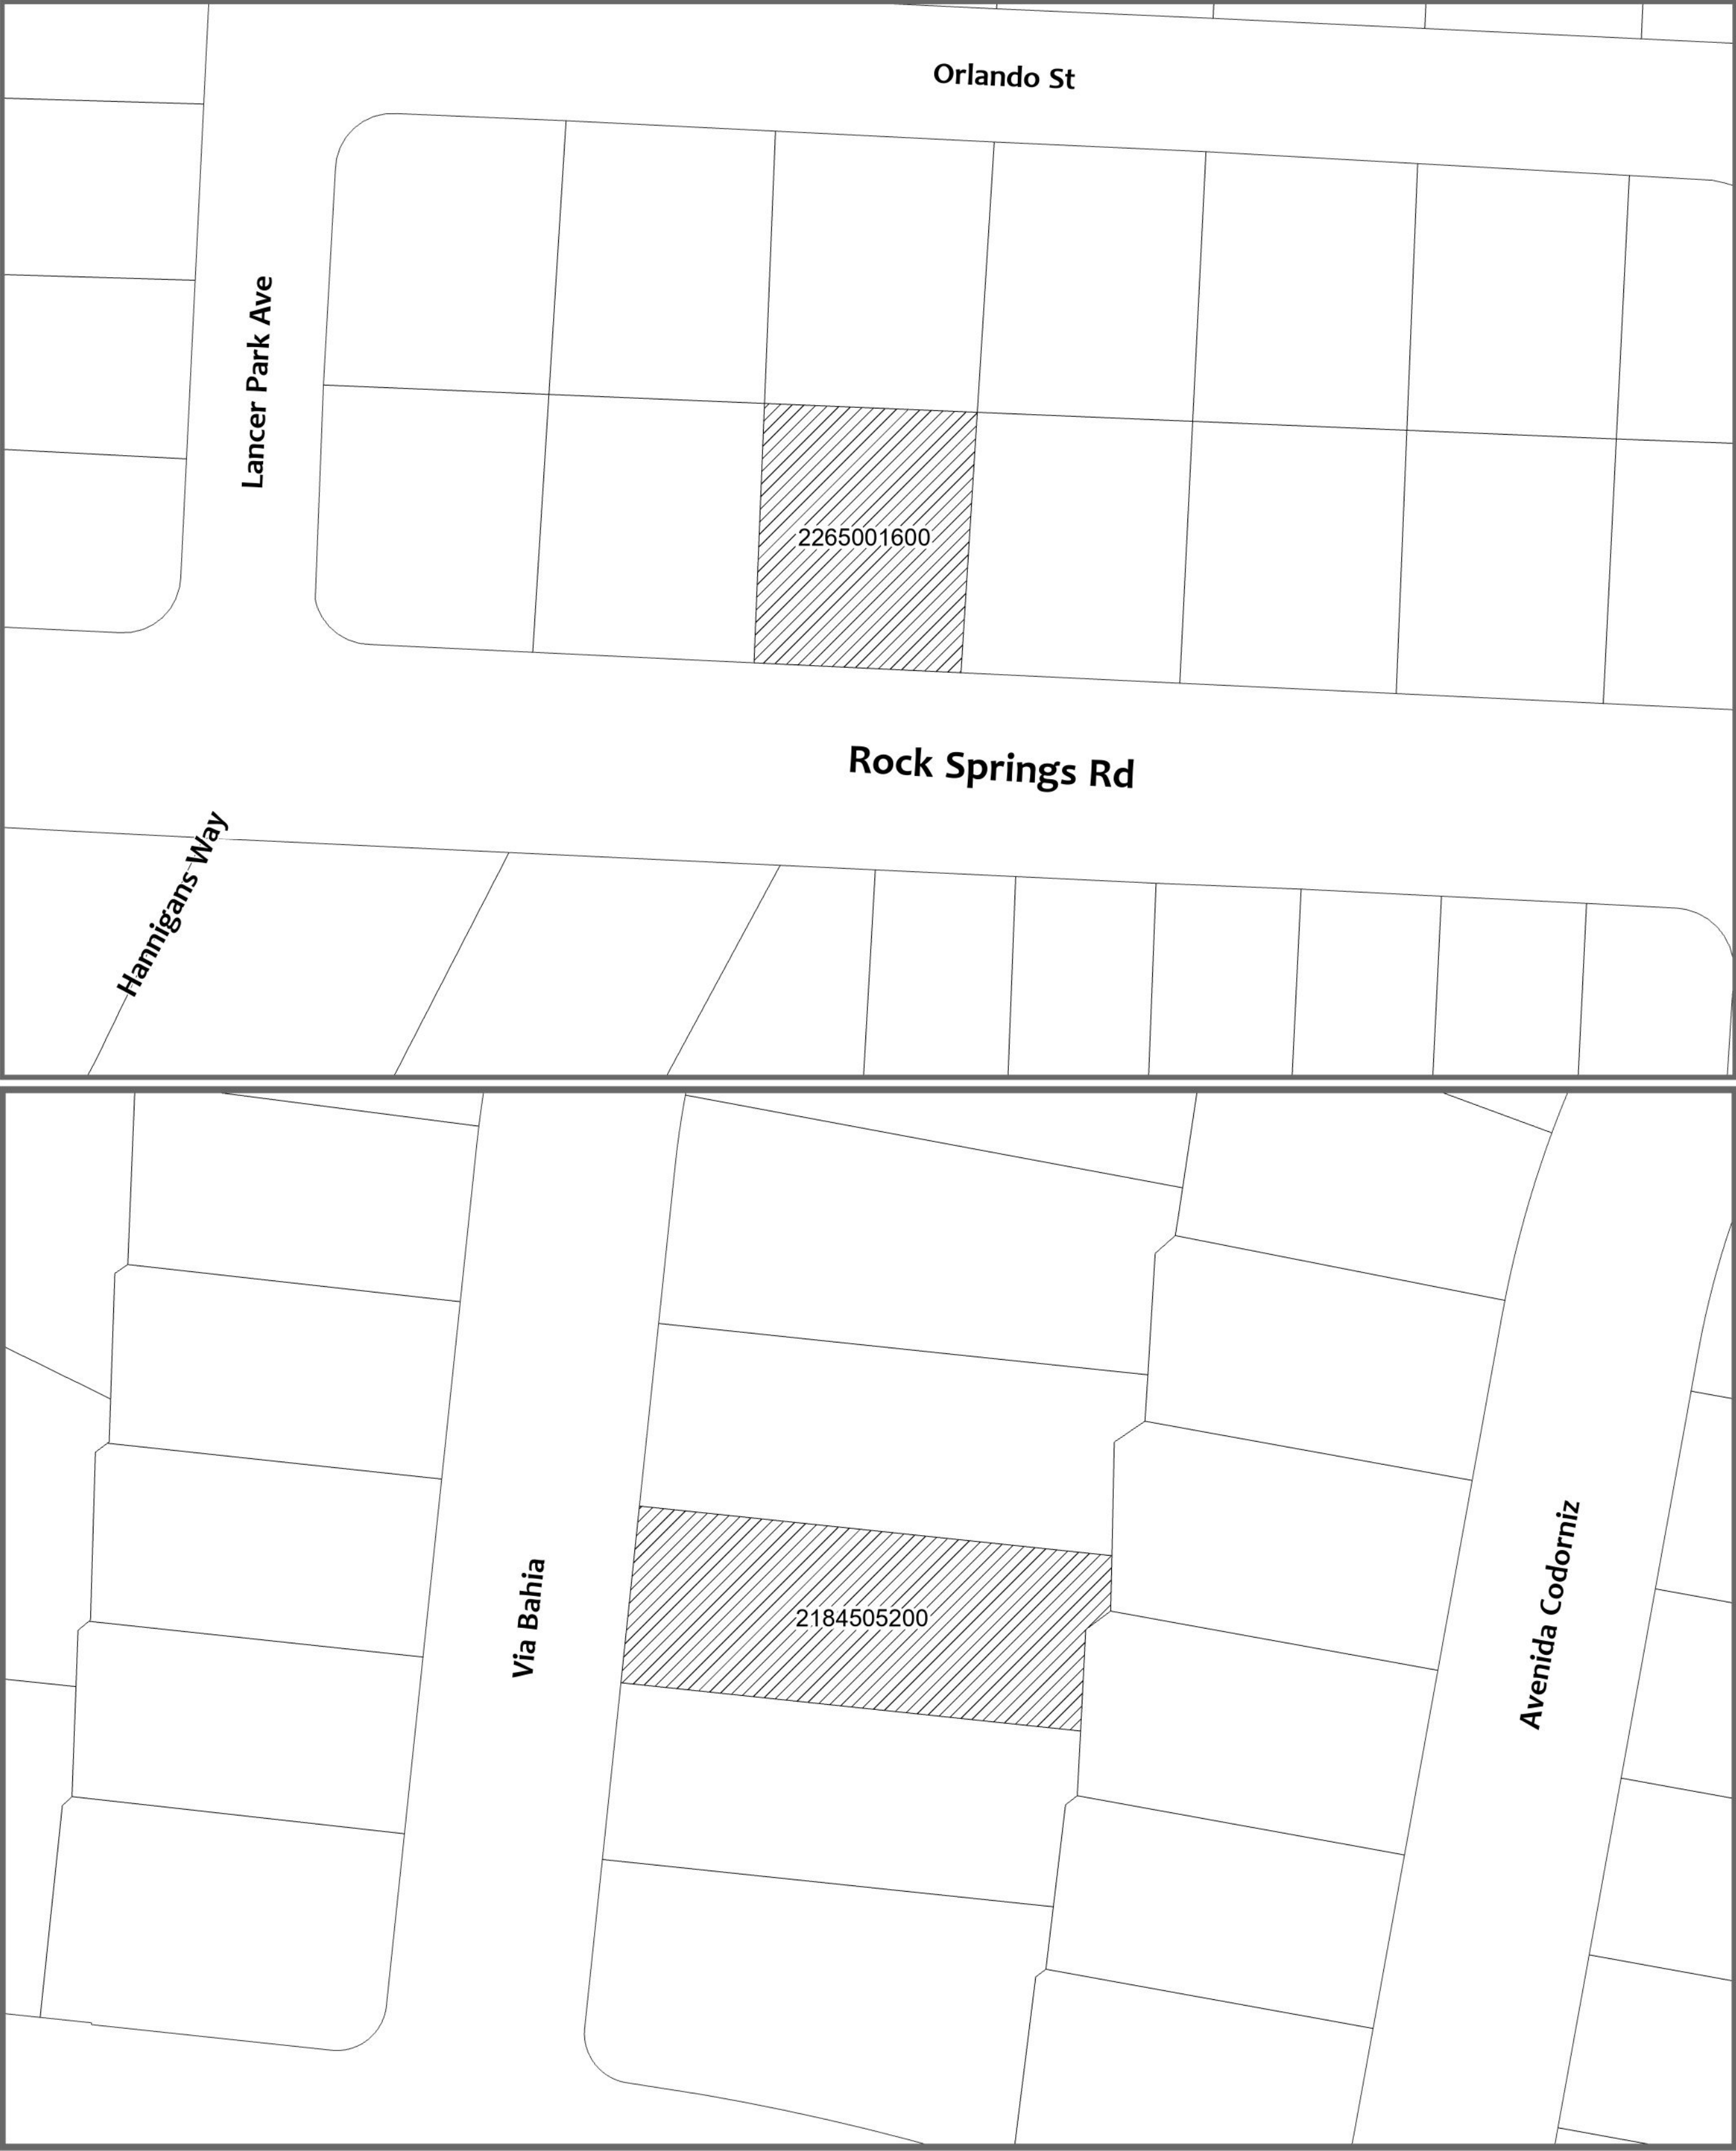 Orlando St
Lancer Park Ave
2265001600
Rock Springs Rd
Hannigans Way
Via Bahia
2184505200
Avenida Codorniz